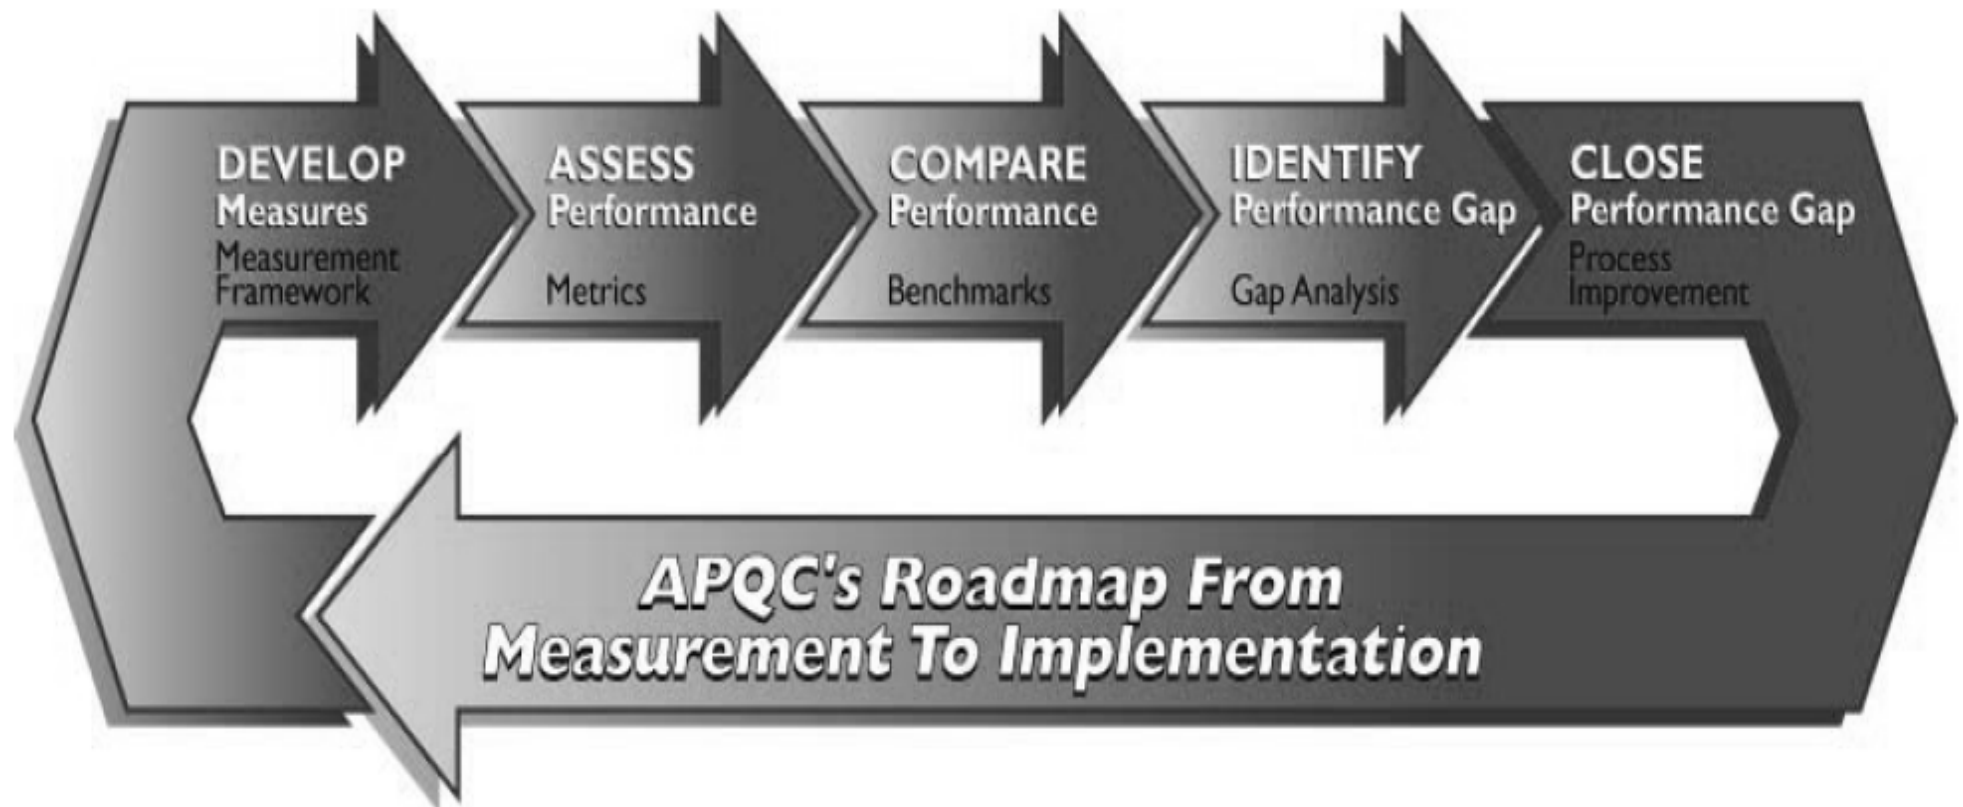 DEVELOP
Measures
Measurement
Framework
ASSESS
Performance
Metrics
COMPARE
Performance
Benchmarks
IDENTIFY
Performance Gap
Gap Analysis
CLOSE
Performance Gap
Process
Improvement
APQC's Roadmap From
Measurement To Implementation